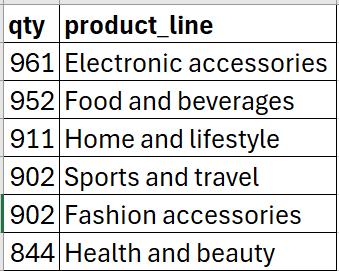 qty product_line
961 Electronic accessories
952 Food and beverages
911 Home and lifestyle
902 Sports and travel
902 Fashion accessories
844 Health and beauty